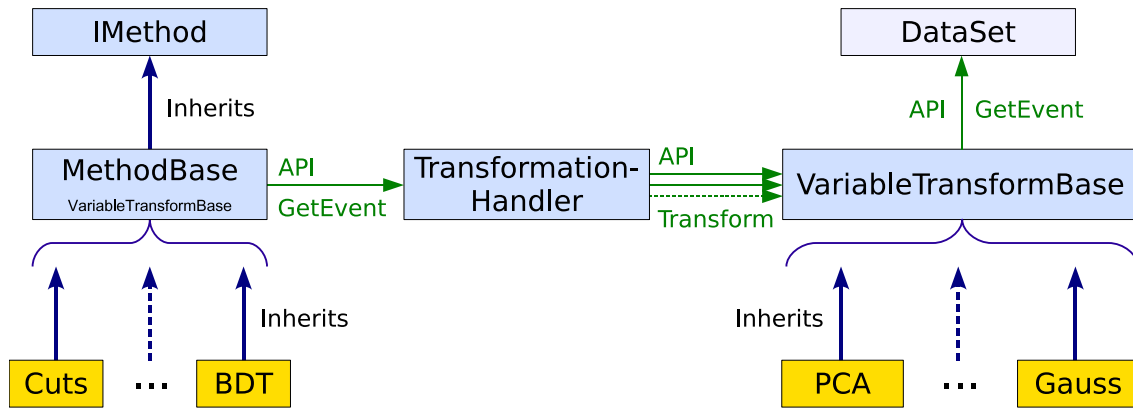 IMethod
DataSet
Inherits
API GetEvent
MethodBase
VariableTransformBase
API
GetEvent
Transformation-
Handler
API
Transform
VariableTransformBase
Inherits
Inherits
Cuts
...
BDT
PCA
...
Gauss